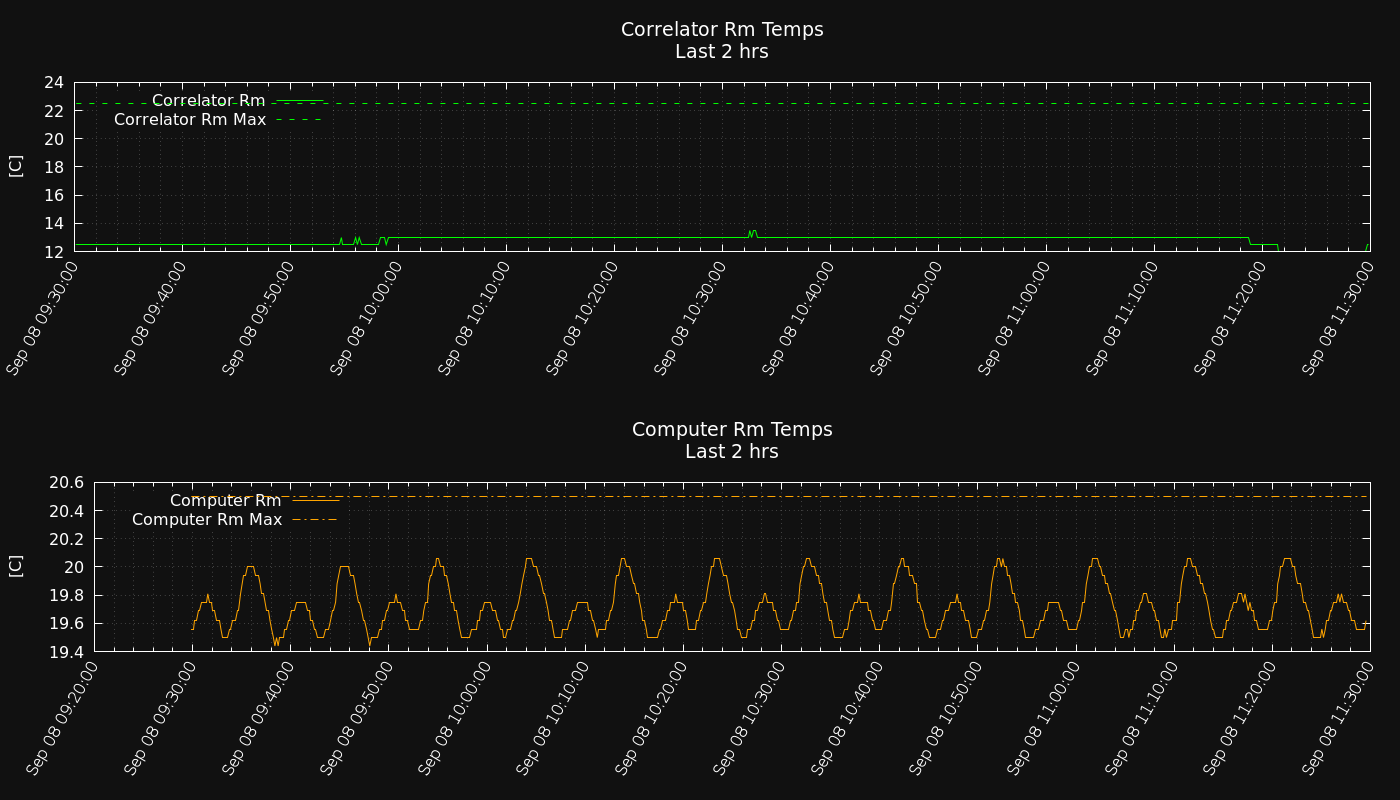 Correlator Rm Temps
Last 2 hrs
24
22
20
18
16
14
12
[C]
Correlator Rm
Correlator Rm Max
Sep 08 09:30:00
Sep 08 09:40:00
Sep 08 09:50:00
Sep 08 10:00:00
Sep 08 10:10:00
Sep 08 10:20:00
Sep 08 10:30:00
Sep 08 10:40:00
Sep 08 10:50:00
Sep 08 11:00:00
Sep 08 11:10:00
Sep 08 11:20:00
Sep 08 11:30:00
Computer Rm Temps
Last 2 hrs
20.6
20.4
20.2
20
19.8
19.6
19.4
[C]
Computer Rm
Computer Rm Max
Sep 08 09:20:00
Sep 08 09:30:00
Sep 08 09:40:00
Sep 08 09:50:00
Sep 08 10:00:00
Sep 08 10:10:00
Sep 08 10:20:00
Sep 08 10:30:00
Sep 08 10:40:00
Sep 08 10:50:00
Sep 08 11:00:00
Sep 08 11:10:00
Sep 08 11:20:00
Sep 08 11:30:00